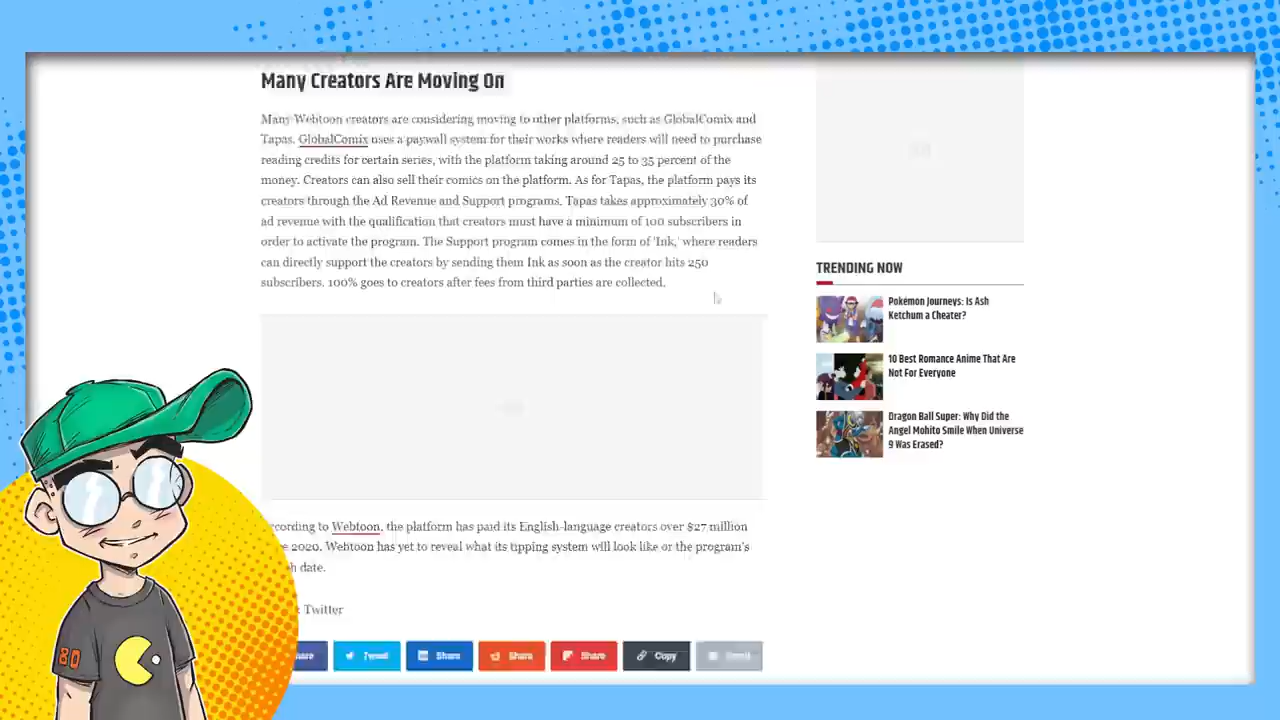 Many Creators Are Moving On
Many Webtoon creators are considering moving to other platforms, such as GlobalComix and
Tapas. GlobalComix uses a paywall system for their works where readers will need to purchase
reading credits for certain series, with the platform taking around 25 to 35 percent of the
money. Creators can also sell their comics on the platform. As for Tapas, the platform pays its
creators through the Ad Revenue and Support programs. Tapas takes approximately 30% of
ad revenue with the qualification that creators must have a minimum of 100 subscribers in
order to activate the program. The Support program comes in the form of 'Ink,' where readers
can directly support the creators by sending them Ink as soon as the creator hits 250
subscribers. 100% goes to creators after fees from third parties are collected.
TRENDING NOW
Pokémon Journeys: Is Ash
Ketchum a Cheater?
10 Best Romance Anime That Are
Not For Everyone
Dragon Ball Super: Why Did the
Angel Mohito Smile When Universe
9 Was Erased?
cording to Webtoon, the platform has paid its English-language creators over $27 million
2020. Webtoon has yet to reveal what its tipping system will look like or the program's
date.
Twitter
Tweet
Share
Share
Share
Copy
80